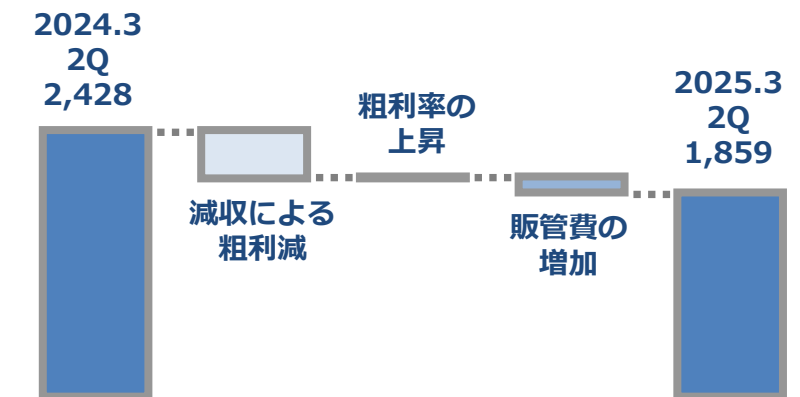 2024.3
2Q
2,428
減収による
粗利減
粗利率の
上昇
販管費の
増加
2025.3
2Q
1,859